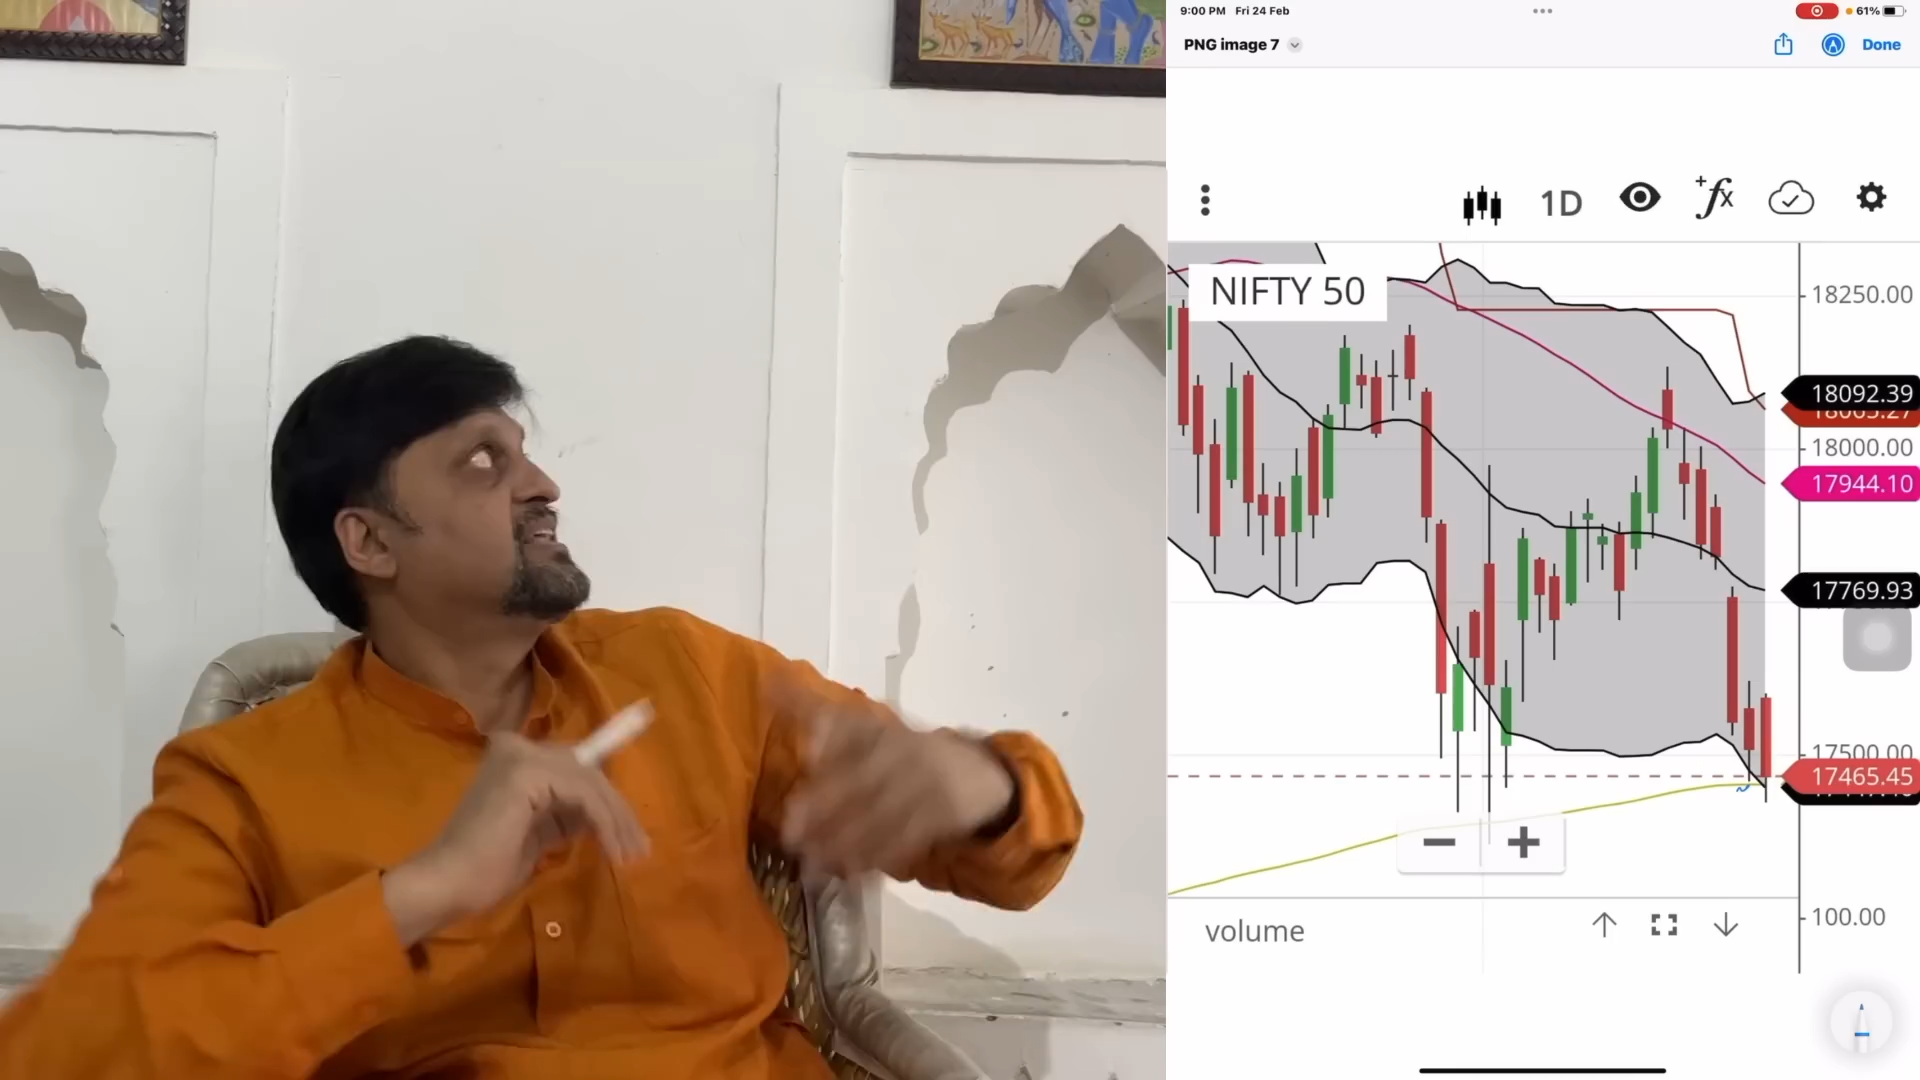 9:00 PM Fri 24 Feb
61%
PNG image 7
Done
1D
fx
NIFTY 50
18250.00
18092.39
18000.00
17944.10
17769.93
17500.00
17465.45
volume
100.00